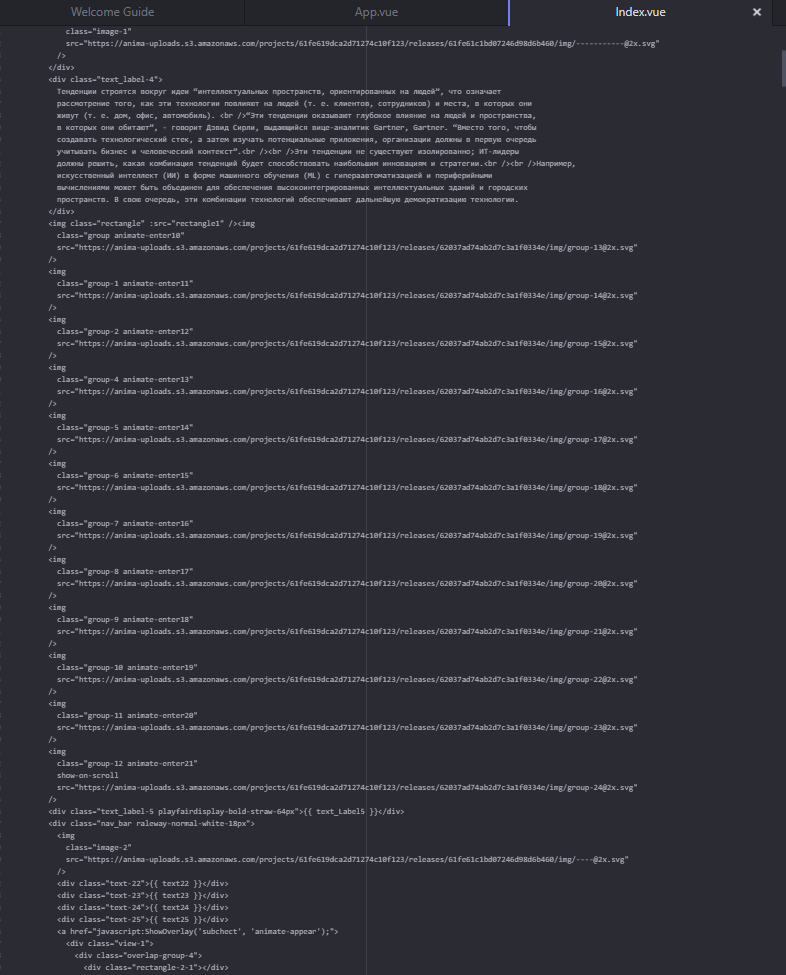 Welcome Guide
App.vue
Index.vue
class="image-1"
src="https://anima-uploads.s3.amazonaws.com/projects/61fe619dca2d71274c10f123/releases/61fe61c1bd07246d98d6b460/img/-----------@2x.svg"
/>
</div>
<div class="text_label-4">
Тенденции строятся вокруг идеи “интеллектуальных пространств, ориентированных на людей”, что означает
рассмотрение того, как эти технологии повлияют на людей (т. е. клиентов, сотрудников) и места, в которых они
живут (т. е. дом, офис, автомобиль). <br />“Эти тенденции оказывают глубокое влияние на людей и пространства,
в которых они обитают”, - говорит Дэвид Сирли, выдающийся вице-аналитик Gartner, Gartner. “Вместо того, чтобы
создавать технологический стек, а затем изучать потенциальные приложения, организации должны в первую очередь
учитывать бизнес и человеческий контекст”.<br /><br />Эти тенденции не существуют изолированно; ИТ-лидеры
должны решить, какая комбинация тенденций будет способствовать наибольшим инновациям и стратегии.<br /><br />Например,
искусственный интеллект (ИИ) в форме машинного обучения (ML) с гиперавтоматизацией и периферийными
вычислениями может быть объединен для обеспечения высокоинтегрированных интеллектуальных зданий и городских
пространств. В свою очередь, эти комбинации технологий обеспечивают дальнейшую демократизацию технологии.
</div>
<img class="rectangle" :src="rectangle1" /><img
class="group animate-enter10"
src="https://anima-uploads.s3.amazonaws.com/projects/61fe619dca2d71274c10f123/releases/62037ad74ab2d7c3a1f0334e/img/group-13@2x.svg"
/>
<img
class="group-1 animate-enter11"
src="https://anima-uploads.s3.amazonaws.com/projects/61fe619dca2d71274c10f123/releases/62037ad74ab2d7c3a1f0334e/img/group-14@2x.svg"
/>
<img
class="group-2 animate-enter12"
src="https://anima-uploads.s3.amazonaws.com/projects/61fe619dca2d71274c10f123/releases/62037ad74ab2d7c3a1f0334e/img/group-15@2x.svg"
/>
<img
class="group-4 animate-enter13"
src="https://anima-uploads.s3.amazonaws.com/projects/61fe619dca2d71274c10f123/releases/62037ad74ab2d7c3a1f0334e/img/group-16@2x.svg"
/>
<img
class="group-5 animate-enter14"
src="https://anima-uploads.s3.amazonaws.com/projects/61fe619dca2d71274c10f123/releases/62037ad74ab2d7c3a1f0334e/img/group-17@2x.svg"
/>
<img
class="group-6 animate-enter15"
src="https://anima-uploads.s3.amazonaws.com/projects/61fe619dca2d71274c10f123/releases/62037ad74ab2d7c3a1f0334e/img/group-18@2x.svg"
/>
<img
class="group-7 animate-enter16"
src="https://anima-uploads.s3.amazonaws.com/projects/61fe619dca2d71274c10f123/releases/62037ad74ab2d7c3a1f0334e/img/group-19@2x.svg"
/>
<img
class="group-8 animate-enter17"
src="https://anima-uploads.s3.amazonaws.com/projects/61fe619dca2d71274c10f123/releases/62037ad74ab2d7c3a1f0334e/img/group-20@2x.svg"
/>
<img
class="group-9 animate-enter18"
src="https://anima-uploads.s3.amazonaws.com/projects/61fe619dca2d71274c10f123/releases/62037ad74ab2d7c3a1f0334e/img/group-21@2x.svg"
/>
<img
class="group-10 animate-enter19"
src="https://anima-uploads.s3.amazonaws.com/projects/61fe619dca2d71274c10f123/releases/62037ad74ab2d7c3a1f0334e/img/group-22@2x.svg"
/>
<img
class="group-11 animate-enter20"
src="https://anima-uploads.s3.amazonaws.com/projects/61fe619dca2d71274c10f123/releases/62037ad74ab2d7c3a1f0334e/img/group-23@2x.svg"
/>
<img
class="group-12 animate-enter21"
show-on-scroll
src="https://anima-uploads.s3.amazonaws.com/projects/61fe619dca2d71274c10f123/releases/62037ad74ab2d7c3a1f0334e/img/group-24@2x.svg"
/>
<div class="text_label-5 playfairdisplay-bold-straw-64px">{{ text_Label5 }}</div>
<div class="nav_bar raleway-normal-white-18px">
<img
class="image-2"
src="https://anima-uploads.s3.amazonaws.com/projects/61fe619dca2d71274c10f123/releases/61fe61c1bd07246d98d6b460/img/----@2x.svg"
/>
<div class="text-22">{{ text22 }}</div>
<div class="text-23">{{ text23 }}</div>
<div class="text-24">{{ text24 }}</div>
<div class="text-25">{{ text25 }}</div>
<a href="javascript:ShowOverlay('subchect', 'animate-appear');">
<div class="view-1">
<div class="overlap-group-4">
<div class="rectangle-2-1"></div>